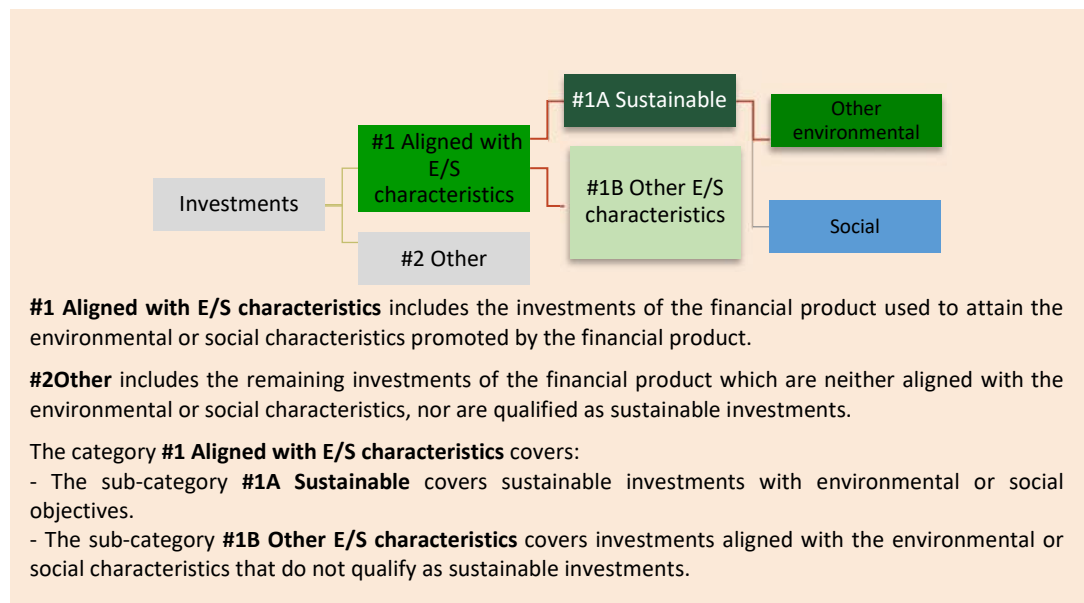 Investments
#1 Aligned with
E/S
characteristics
#2 Other
#1A Sustainable
#1B Other E/S
characteristics
Other
environmental
Social
#1 Aligned with E/S characteristics includes the investments of the financial product used to attain the
environmental or social characteristics promoted by the financial product.
#2Other includes the remaining investments of the financial product which are neither aligned with the
environmental or social characteristics, nor are qualified as sustainable investments.
The category #1 Aligned with E/S characteristics covers:
- The sub-category #1A Sustainable covers sustainable investments with environmental or social
objectives.
- The sub-category #1B Other E/S characteristics covers investments aligned with the environmental or
social characteristics that do not qualify as sustainable investments.